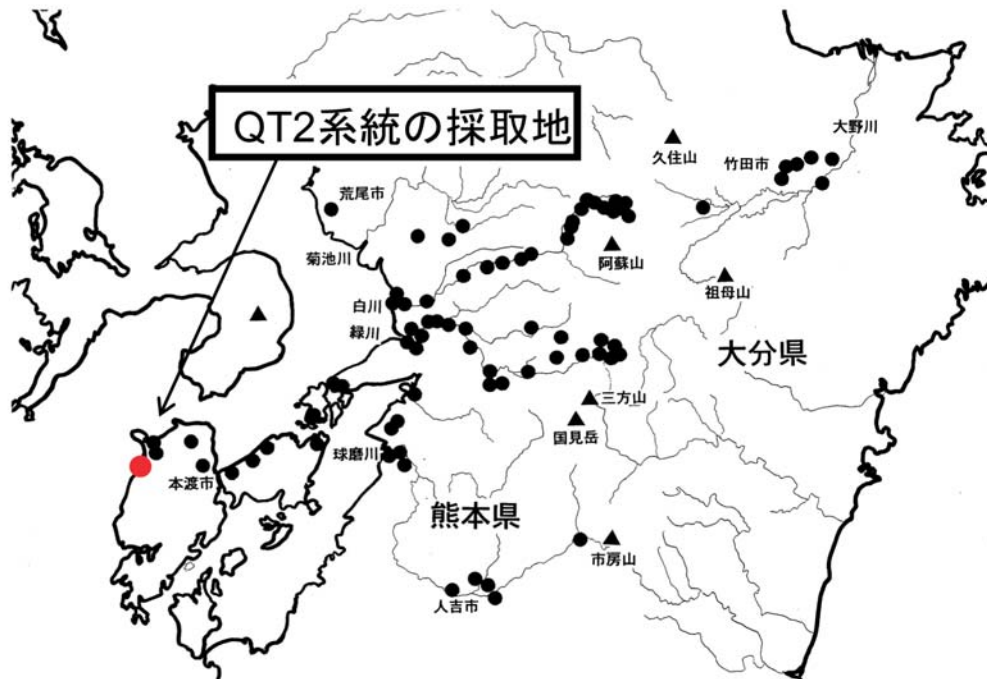 QT2系統の採取地
大野川
久住山
竹田市
荒尾市
菊池川
阿蘇山
祖母山
白川
緑川
大分県
三方山
国見岳
球磨川
本渡市
熊本県
市房山
人吉市